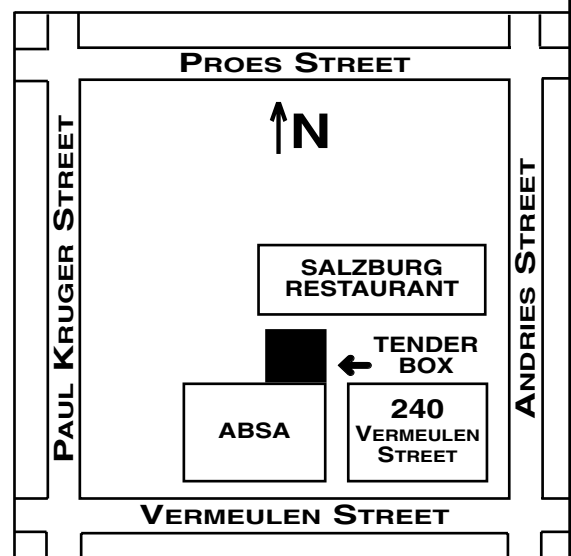 PROES STREET
N
PAUL KRUGER STREET
ANDRIES STREET
SALZBURG
RESTAURANT
TENDER
BOX
ABSA
240
VERMEULEN
STREET
VERMEULEN STREET